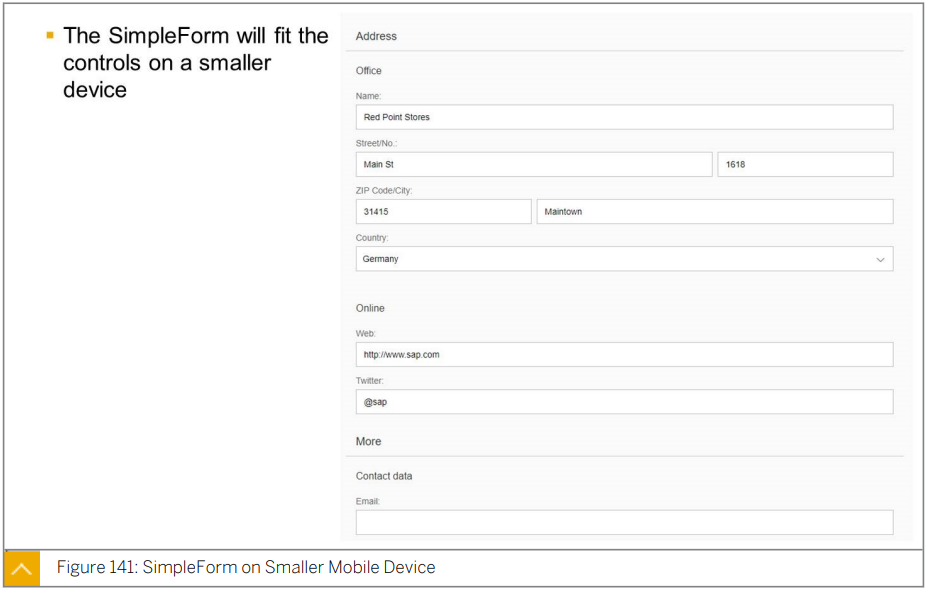 The SimpleForm will fit the
controls on a smaller
device
Address
Office
Name:
Red Point Stores
Street/No.:
Main St
1618
ZIP Code/City:
31415
Maintown
Country:
Germany
Online
Web:
http://www.sap.com
Twitter:
@sap
More
Contact data
Email:
Figure 141: SimpleForm on Smaller Mobile Device